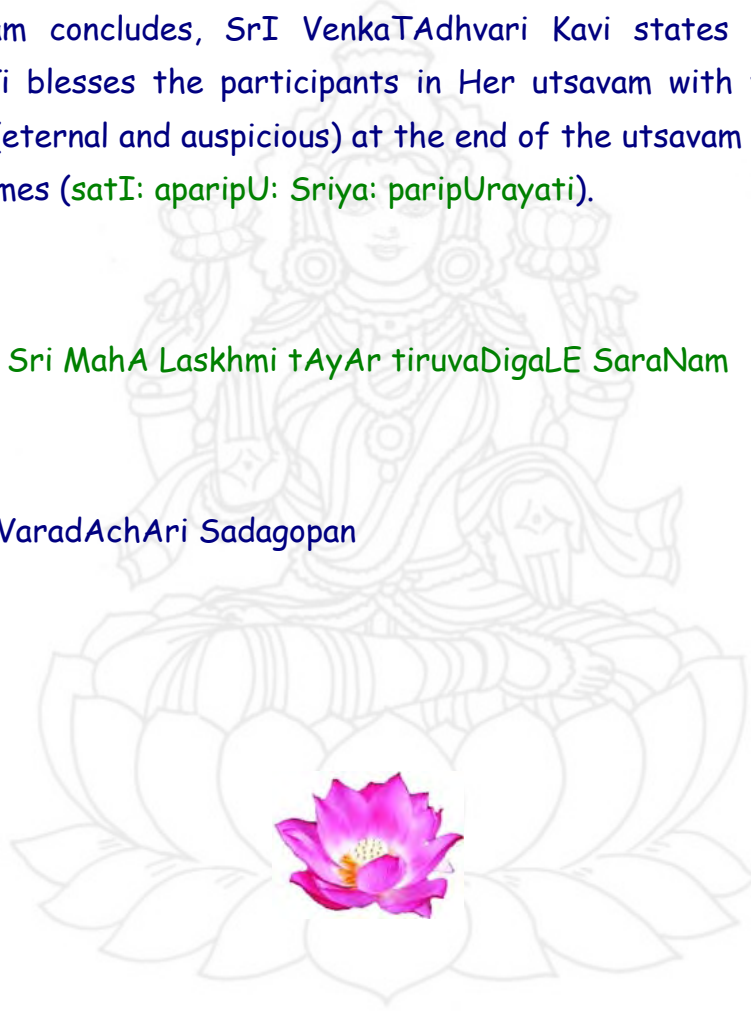 am concludes, SrI VenkaTAdhvari Kavi states
i blesses the participants in Her utsavam with
(eternal and auspicious) at the end of the utsavam
mes (satI: aparipU: Sriya: paripUrayati).
Sri MahA Laskhmi tAyAr tiruvaDigaLE SaraNam
VaradAchAri Sadagopan